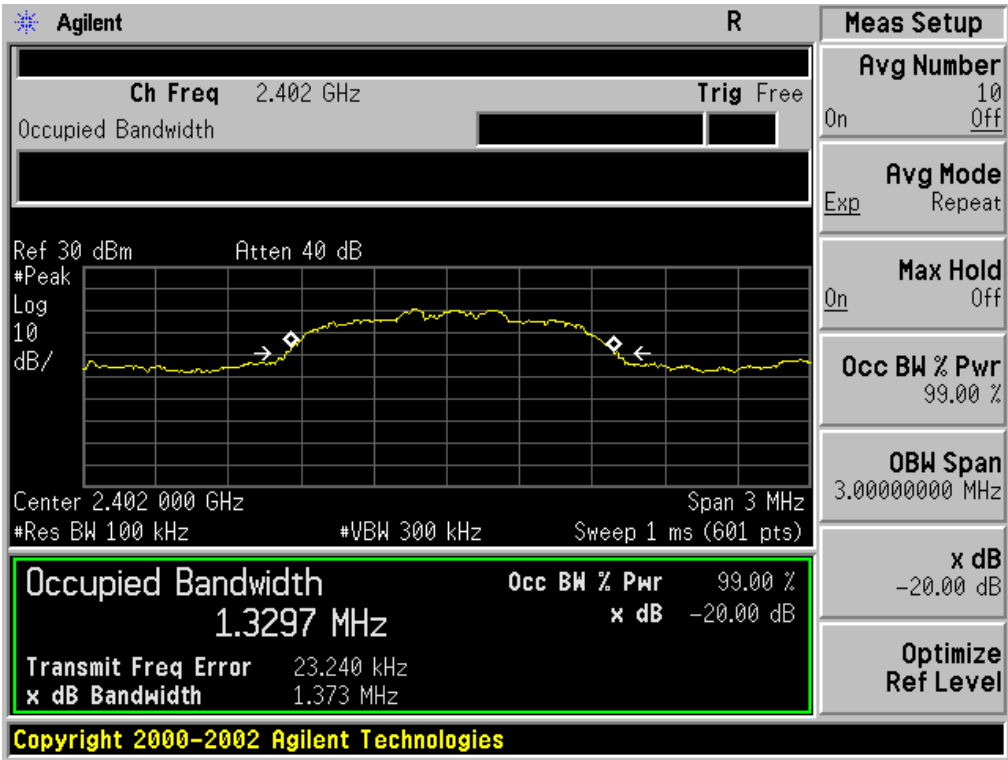 Agilent R Meas Setup
Ch Freq 2.402 GHz Trig Free
Occupied Bandwidth
Ref 30 dBm Atten 40 dB
#Peak
Log
10
dB/
Center 2.402 000 GHz Span 3 MHz
#Res BW 100 kHz #VBW 300 kHz Sweep 1 ms (601 pts)
Occupied Bandwidth Occ BW % Pwr 99.00 %
1.3297 MHz x dB -20.00 dB
Transmit Freq Error 23.240 kHz
x dB Bandwidth 1.373 MHz
Avg Number
10
On Off
Avg Mode
Exp Repeat
Max Hold
On Off
Occ BW % Pwr
99.00 %
OBW Span
3.00000000 MHz
x dB
-20.00 dB
Optimize
Ref Level
Copyright 2000-2002 Agilent Technologies